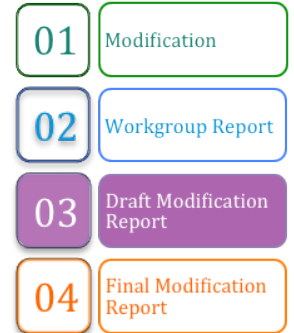 01
Modification
02
Workgroup Report
03
Draft Modification
Report
04
Final Modification
Report